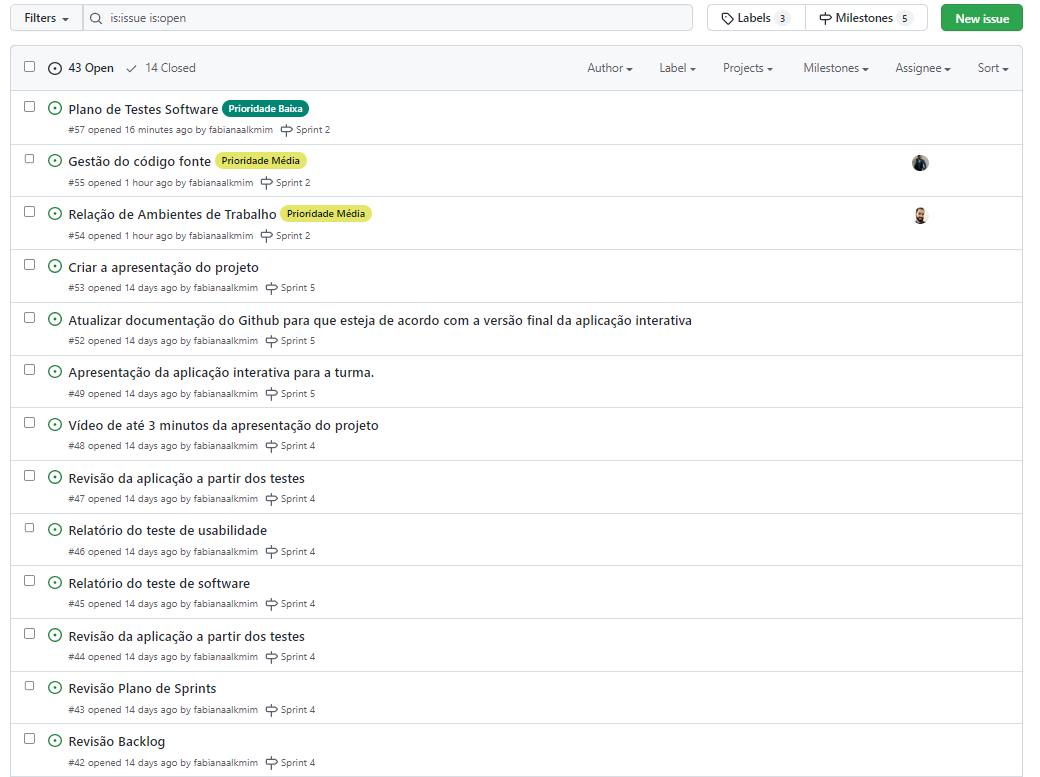 Filters is:issue is:open Labels 3 Milestones 5 New issue
43 Open 14 Closed Author Label Projects Milestones Assignee Sort
Plano de Testes Software Prioridade Baixa
#57 opened 16 minutes ago by fabianaalkmim Sprint 2
Gestão do código fonte Prioridade Média
#55 opened 1 hour ago by fabianaalkmim Sprint 2
Relação de Ambientes de Trabalho Prioridade Média
#54 opened 1 hour ago by fabianaalkmim Sprint 2
Criar a apresentação do projeto
#53 opened 14 days ago by fabianaalkmim Sprint 5
Atualizar documentação do Github para que esteja de acordo com a versão final da aplicação interativa
#52 opened 14 days ago by fabianaalkmim Sprint 5
Apresentação da aplicação interativa para a turma.
#49 opened 14 days ago by fabianaalkmim Sprint 5
Vídeo de até 3 minutos da apresentação do projeto
#48 opened 14 days ago by fabianaalkmim Sprint 4
Revisão da aplicação a partir dos testes
#47 opened 14 days ago by fabianaalkmim Sprint 4
Relatório do teste de usabilidade
#46 opened 14 days ago by fabianaalkmim Sprint 4
Relatório do teste de software
#45 opened 14 days ago by fabianaalkmim Sprint 4
Revisão da aplicação a partir dos testes
#44 opened 14 days ago by fabianaalkmim Sprint 4
Revisão Plano de Sprints
#43 opened 14 days ago by fabianaalkmim Sprint 4
Revisão Backlog
#42 opened 14 days ago by fabianaalkmim Sprint 4